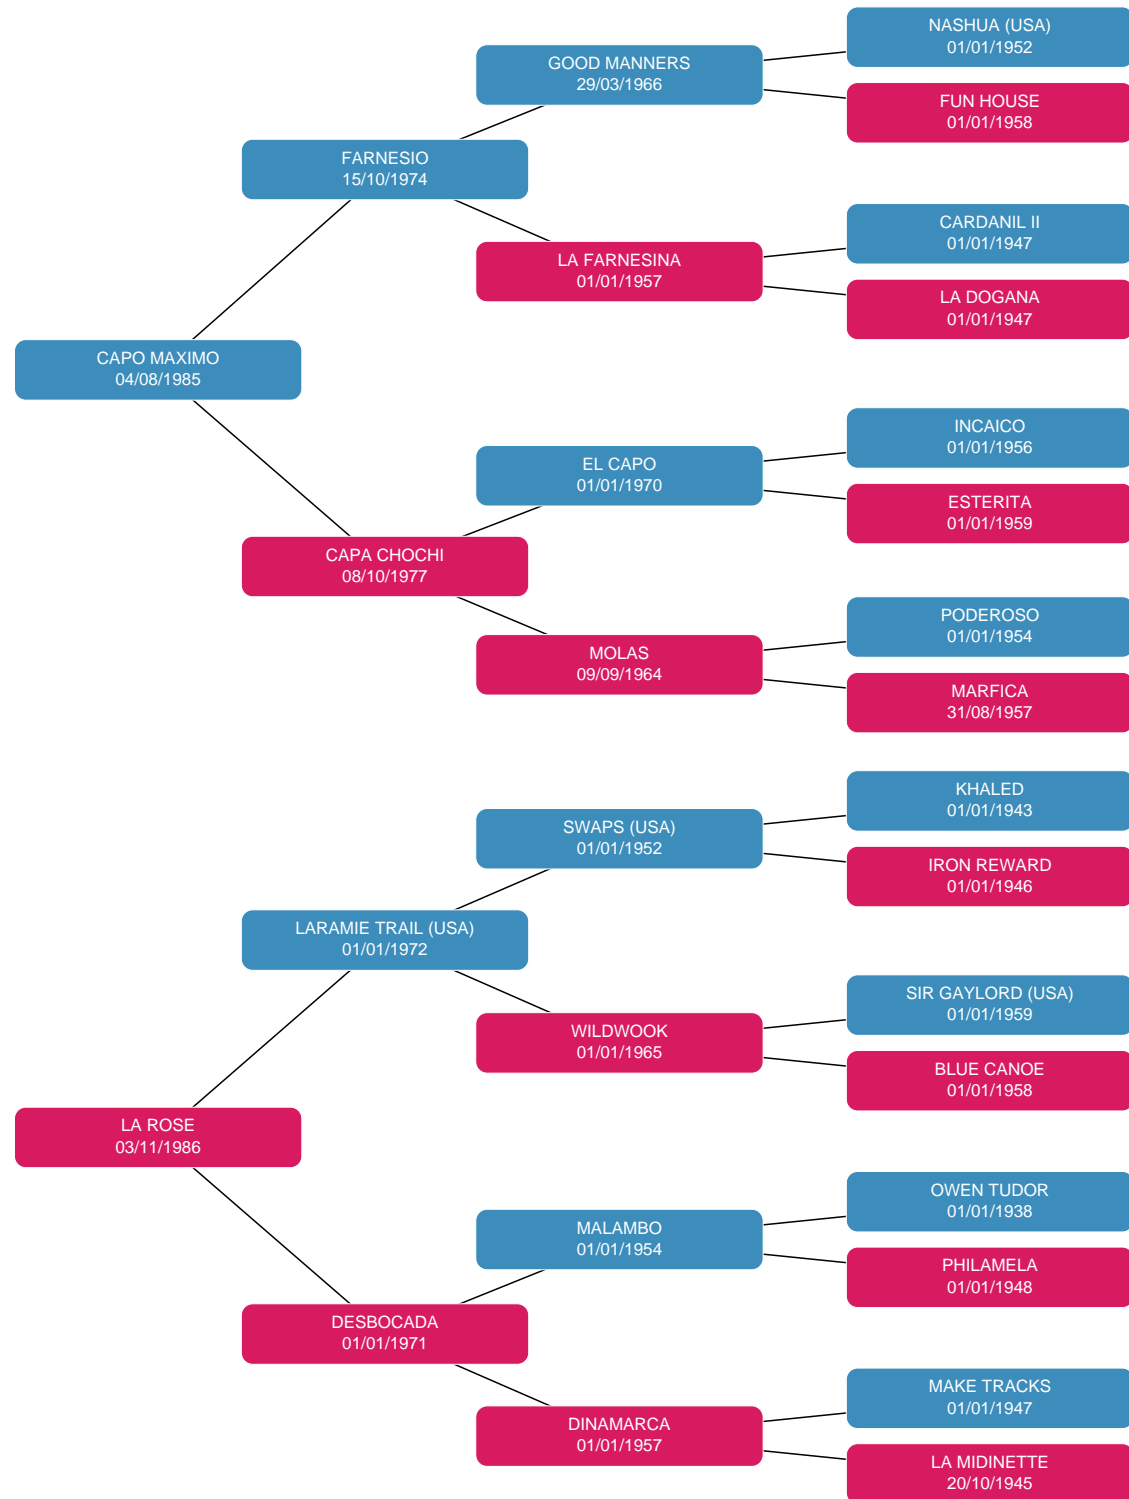 NASHUA (USA)
01/01/1952
GOOD MANNERS
29/03/1966
FUN HOUSE
01/01/1958
FARNESIO
15/10/1974
CARDANIL II
01/01/1947
LA FARNESINA
01/01/1957
LA DOGANA
01/01/1947
CAPO MAXIMO
04/08/1985
INCAICO
01/01/1956
EL CAPO
01/01/1970
ESTERITA
01/01/1959
CAPA CHOCHI
08/10/1977
PODEROSO
01/01/1954
MOLAS
09/09/1964
MARFICA
31/08/1957
KHALED
01/01/1943
SWAPS (USA)
01/01/1952
IRON REWARD
01/01/1946
LARAMIE TRAIL (USA)
01/01/1972
SIR GAYLORD (USA)
01/01/1959
WILDWOOK
01/01/1965
BLUE CANOE
01/01/1958
LA ROSE
03/11/1986
OWEN TUDOR
01/01/1938
MALAMBO
01/01/1954
PHILAMELA
01/01/1948
DESBOCADA
01/01/1971
MAKE TRACKS
01/01/1947
DINAMARCA
01/01/1957
LA MIDINETTE
20/10/1945